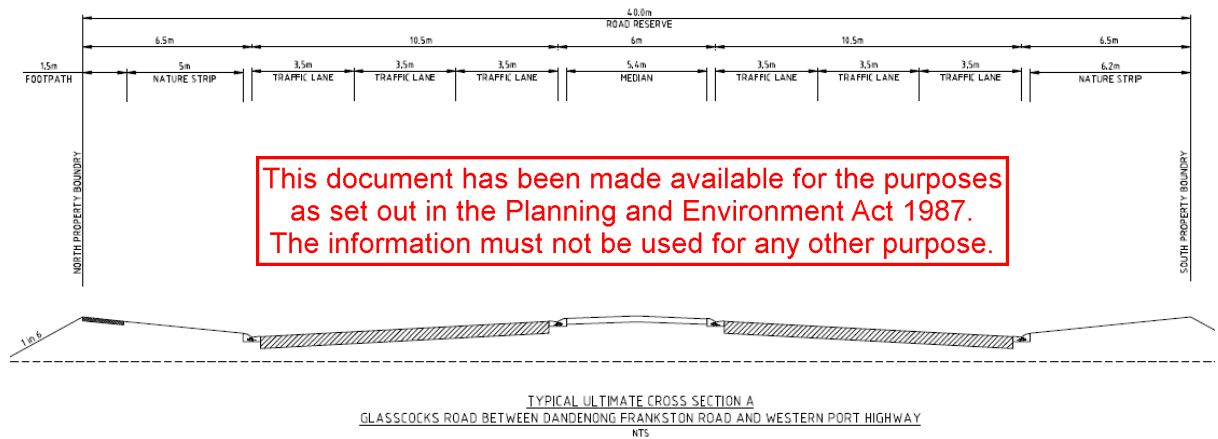 40.0m
ROAD RESERVE
6.5m 10.5m 6m 10.5m 6.5m
1.5m 5m 3.5m 3.5m 3.5m 5.4m 3.5m 3.5m 3.5m 6.2m
FOOTPATH NATURE STRIP TRAFFIC LANE TRAFFIC LANE TRAFFIC LANE MEDIAN TRAFFIC LANE TRAFFIC LANE TRAFFIC LANE NATURE STRIP
NORTH PROPERTY BOUNDRY
SOUTH PROPERTY BOUNDRY
This document has been made available for the purposes
as set out in the Planning and Environment Act 1987.
The information must not be used for any other purpose.
1 in 6
TYPICAL ULTIMATE CROSS SECTION A
GLASSCOCKS ROAD BETWEEN DANDENONG FRANKSTON ROAD AND WESTERN PORT HIGHWAY
NTS